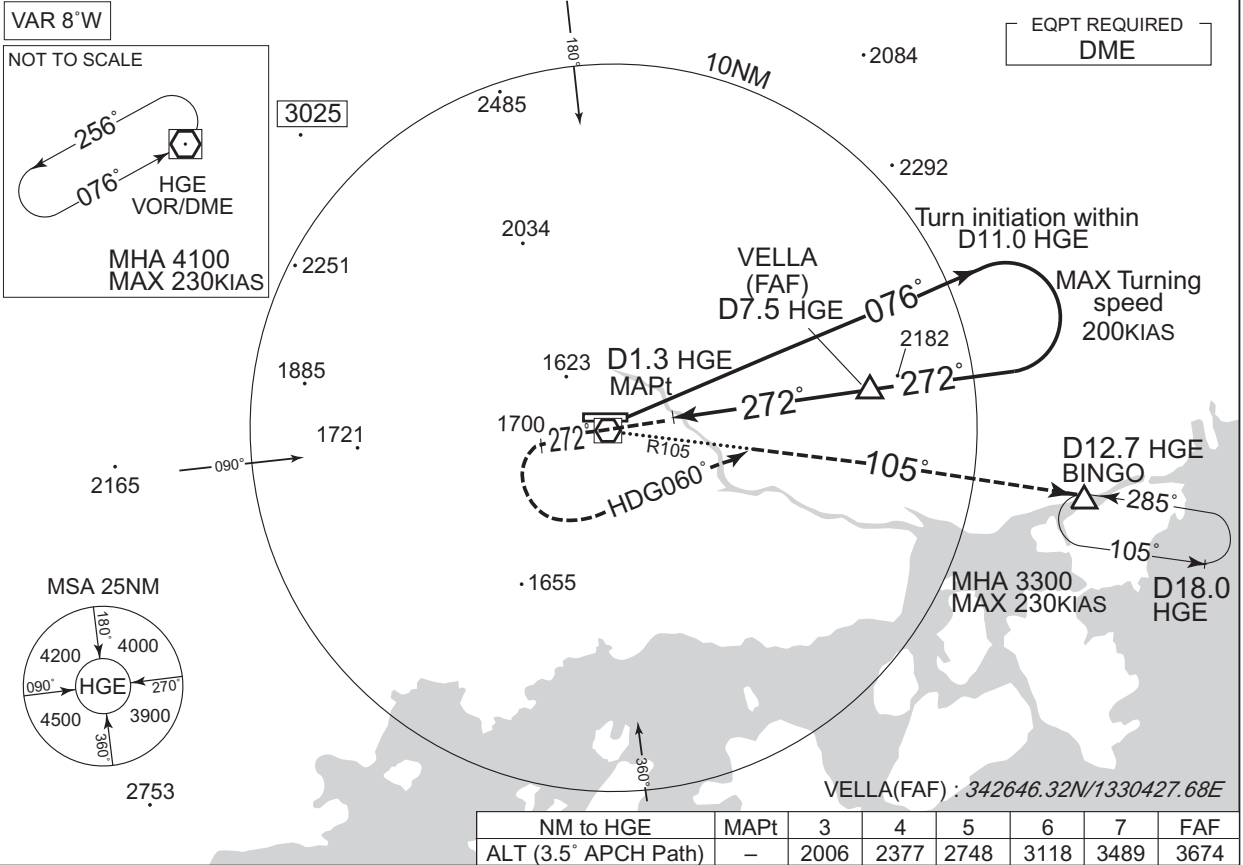 VAR 8°W
NOT TO SCALE
256°
076°
HGE
VOR/DME
MHA 4100
MAX 230KIAS
3025
2485
180°
10NM
2084
EQPT REQUIRED
DME
2292
2034
2251
Turn initiation within
D11.0 HGE
VELLA
(FAF)
D7.5 HGE
076°
MAX Turning
speed
200KIAS
2182
1885
1623
D1.3 HGE
MAPt
272°
272°
1700
272°
1721
R105
HDG060°
105°
D12.7 HGE
BINGO
285°
105°
D18.0
HGE
2165
090°
1655
MHA 3300
MAX 230KIAS
MSA 25NM
180°
4200
4000
090°
HGE
270°
4500
3900
360°
2753
360°
VELLA(FAF) : 342646.32N/1330427.68E
NM to HGE MAPt 3 4 5 6 7 FAF
ALT (3.5° APCH Path) – 2006 2377 2748 3118 3489 3674